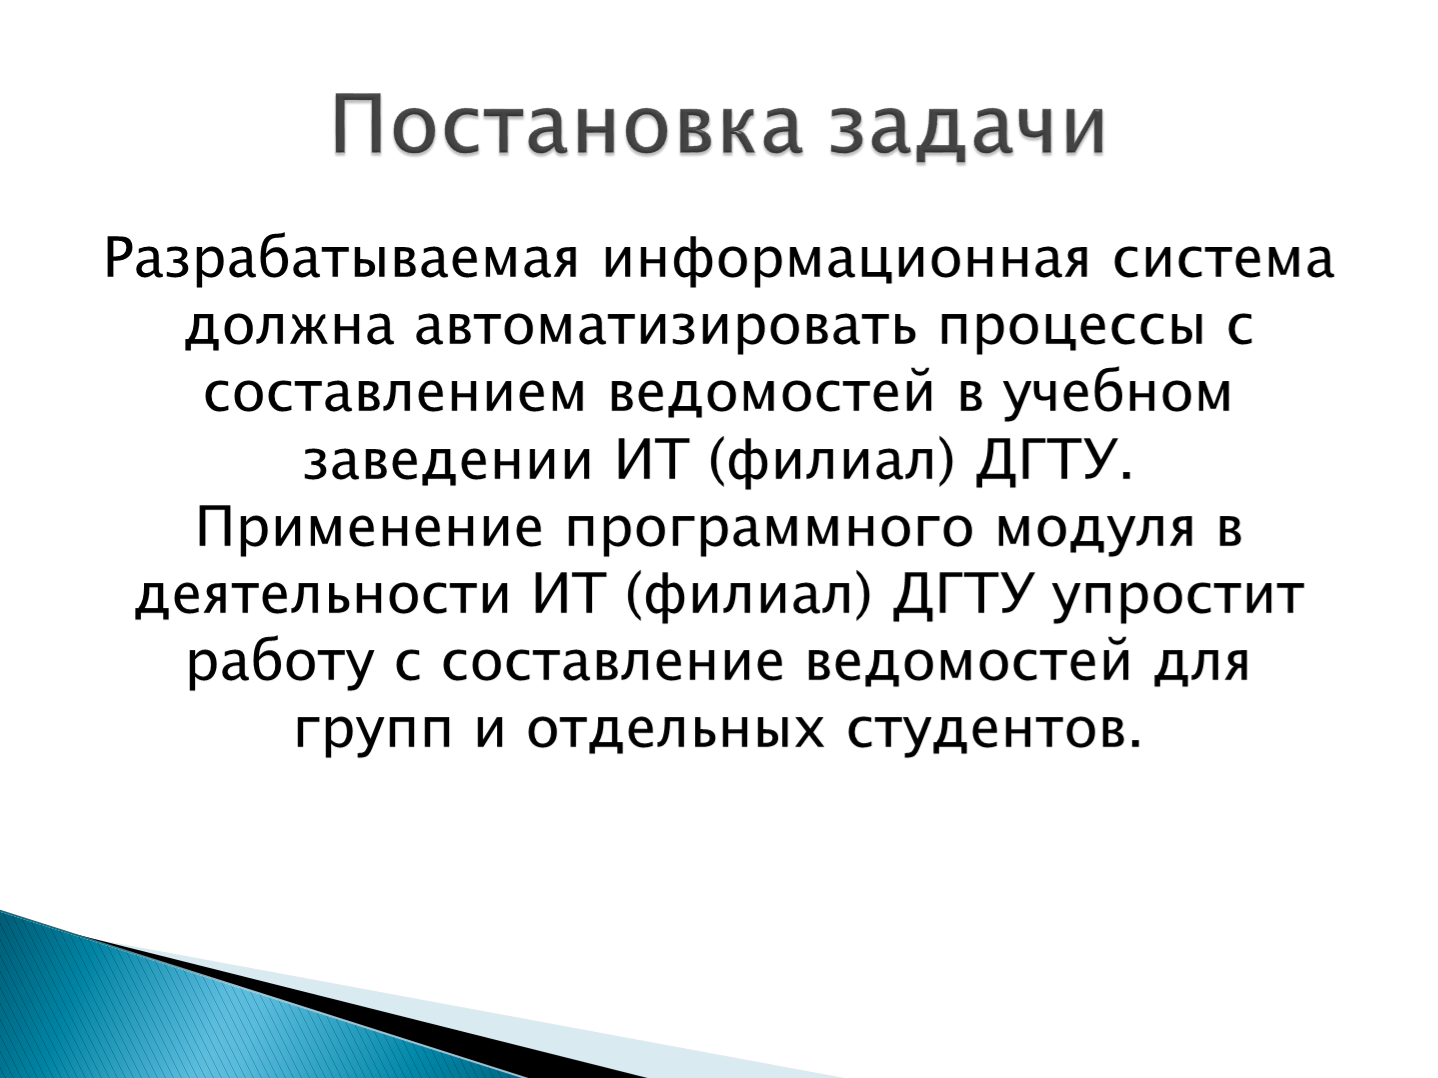 Постановка задачи
Разрабатываемая информационная система
должна автоматизировать процессы с
составлением ведомостей в учебном
заведении ИТ (филиал) ДГТУ.
Применение программного модуля в
деятельности ИТ (филиал) ДГТУ упростит
работу с составление ведомостей для
групп и отдельных студентов.